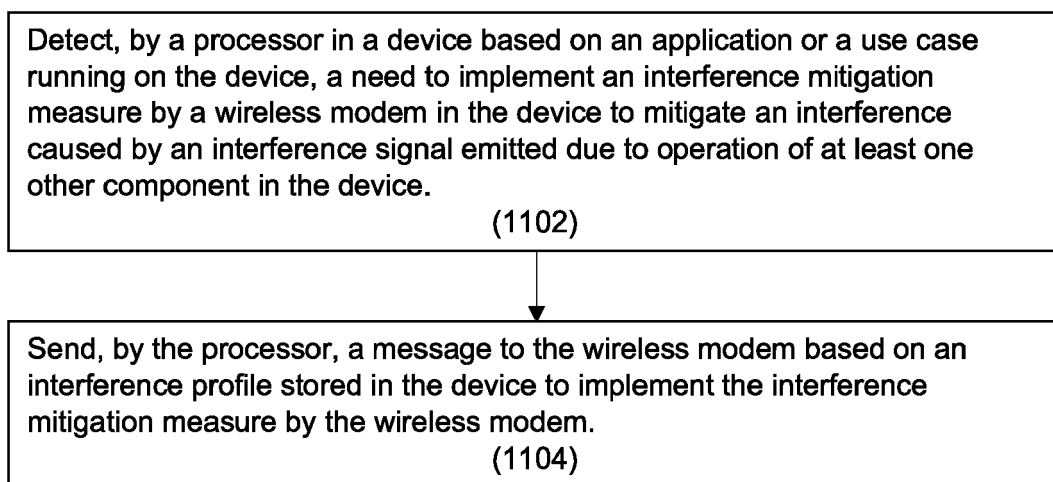 Detect, by a processor in a device based on an application or a use case
running on the device, a need to implement an interference mitigation
measure by a wireless modem in the device to mitigate an interference
caused by an interference signal emitted due to operation of at least one
other component in the device.
(1102)
Send, by the processor, a message to the wireless modem based on an
interference profile stored in the device to implement the interference
mitigation measure by the wireless modem.
(1104)